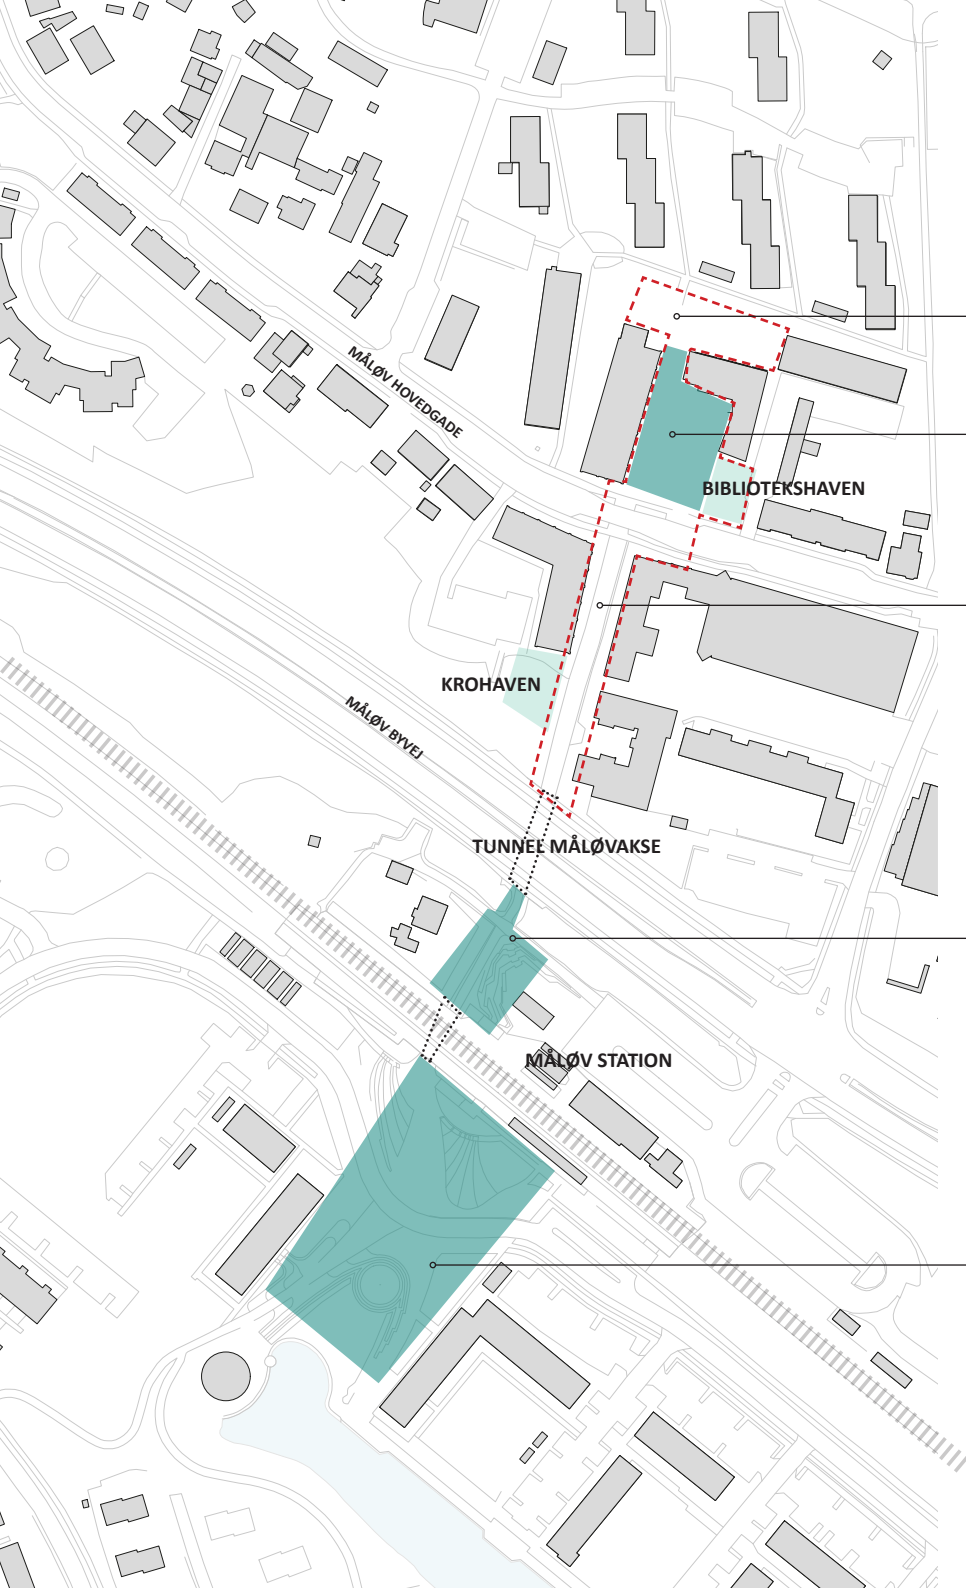 MÅLØV HOVEDGADE
BIBLIOTEKSHAVEN
KROHAVEN
MÅLØV BYVEJ
TUNNEL MÅLØVAKSE
MÅLØV STATION